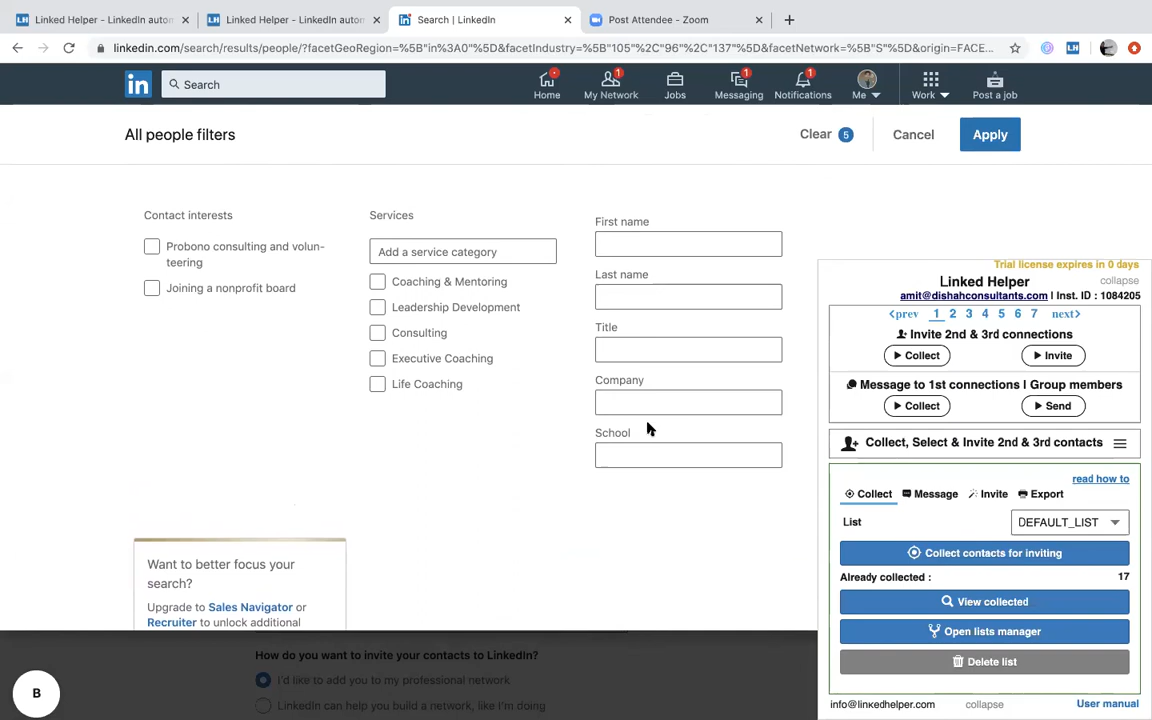 Linked Helper - LinkedIn autom
Linked Helper - LinkedIn autom
Search | LinkedIn
Post Attendee - Zoom
linkedin.com/search/results/people/?facetGeoRegion=%5B"in%3A0"%5D&facetIndustry=%5B"105"%2C"96"%2C"137"%5D&facetNetwork=%5B"S"%5D&origin=FACE...
LH
in
Search
Home
1
My Network
Jobs
1
Messaging
1
Notifications
Me
Work
Post a job
All people filters
Clear 5
Cancel
Apply
Contact interests
Probono consulting and volun-
teering
Joining a nonprofit board
Services
Add a service category
Coaching & Mentoring
Leadership Development
Consulting
Executive Coaching
Life Coaching
First name
Last name
Title
Company
School
Want to better focus your
search?
Upgrade to Sales Navigator or
Recruiter to unlock additional
How do you want to invite your contacts to LinkedIn?
I'd like to add you to my professional network
LinkedIn can help you build a network, like I'm doing
B
Trial license expires in 0 days
Linked Helper
collapse
amit@dishahconsultants.com | Inst. ID : 1084205
<prev 1 2 3 4 5 6 7 next>
Invite 2nd & 3rd connections
Collect
Invite
Message to 1st connections | Group members
Collect
Send
Collect, Select & Invite 2nd & 3rd contacts
read how to
Collect Message Invite Export
List
DEFAULT_LIST
Collect contacts for inviting
Already collected : 17
View collected
Open lists manager
Delete list
info@linkedhelper.com
collapse
User manual